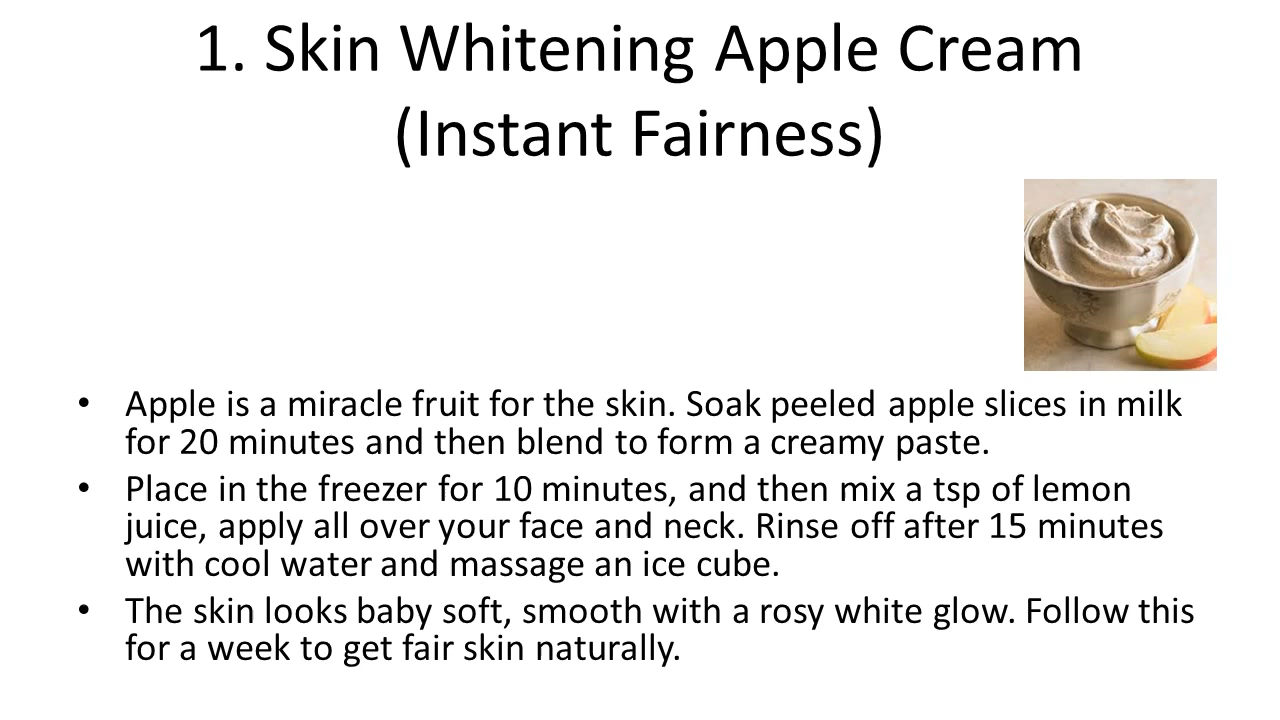 1. Skin Whitening Apple Cream
(Instant Fairness)
• Apple is a miracle fruit for the skin. Soak peeled apple slices in milk
for 20 minutes and then blend to form a creamy paste.
• Place in the freezer for 10 minutes, and then mix a tsp of lemon
juice, apply all over your face and neck. Rinse off after 15 minutes
with cool water and massage an ice cube.
• The skin looks baby soft, smooth with a rosy white glow. Follow this
for a week to get fair skin naturally.